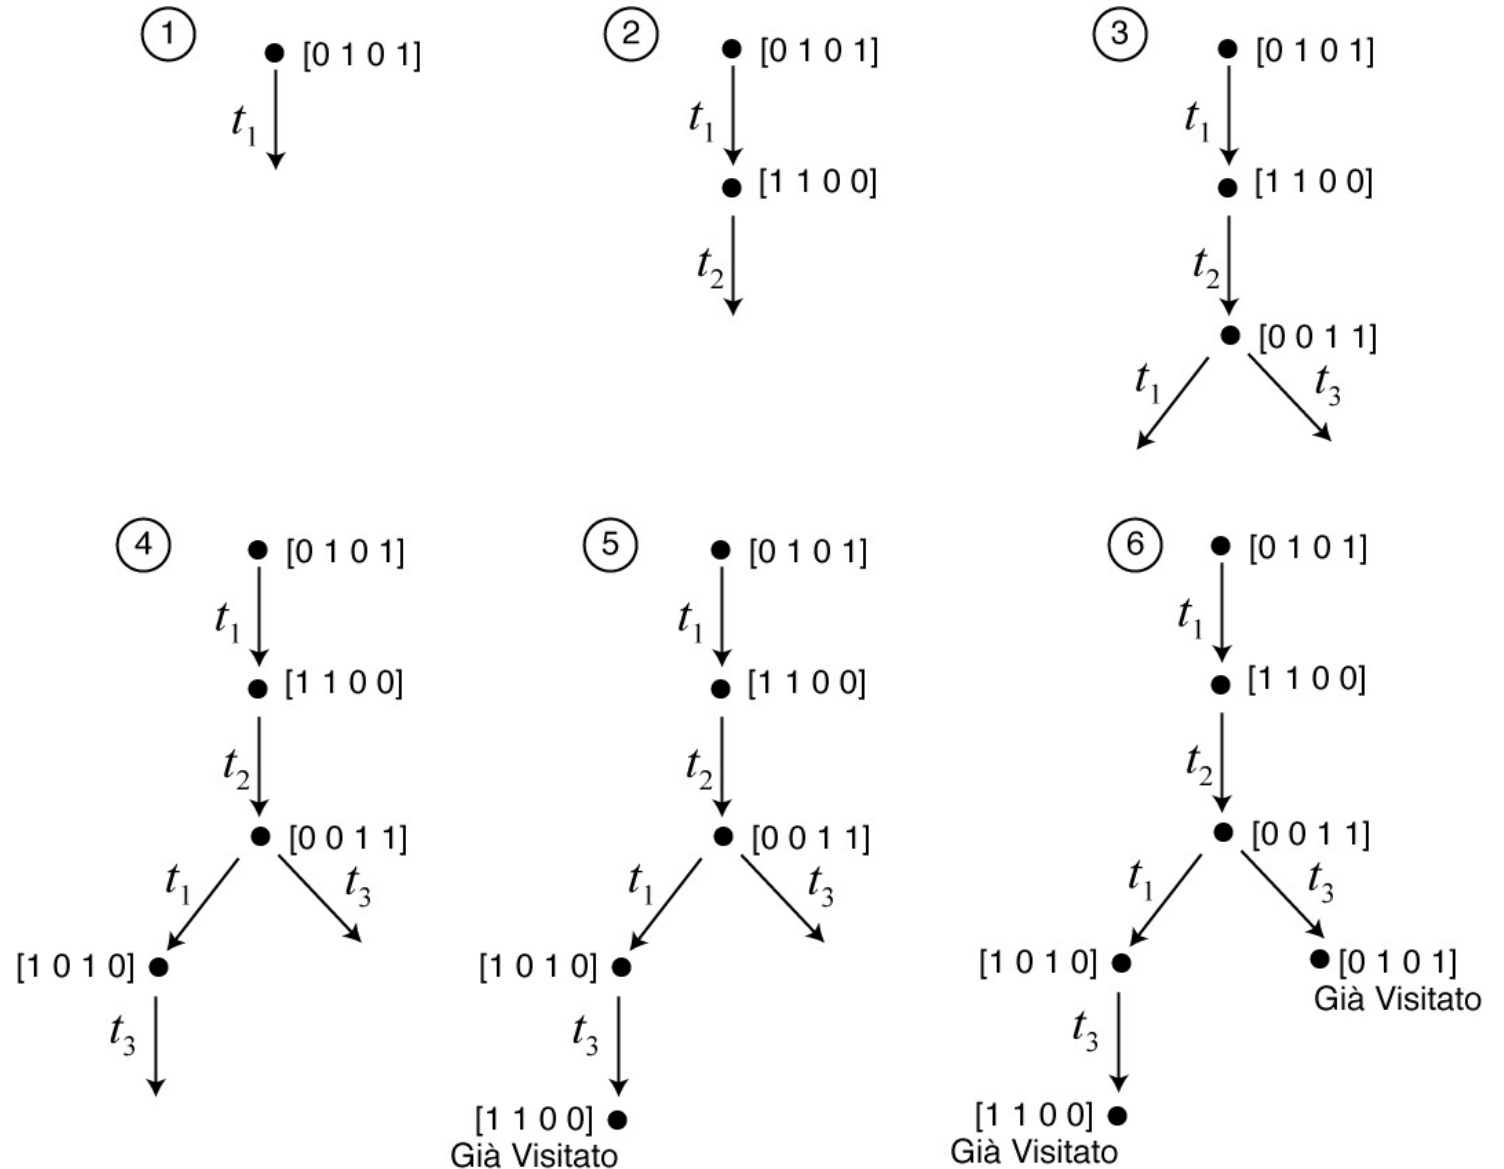 1
[0 1 0 1]
t1
2
[0 1 0 1]
t1
[1 1 0 0]
t2
3
[0 1 0 1]
t1
[1 1 0 0]
t2
[0 0 1 1]
t1
t3
4
[0 1 0 1]
t1
[1 1 0 0]
t2
[0 0 1 1]
t1
t3
[1 0 1 0]
t3
5
[0 1 0 1]
t1
[1 1 0 0]
t2
[0 0 1 1]
t1
t3
[1 0 1 0]
t3
[1 1 0 0]
Già Visitato
6
[0 1 0 1]
t1
[1 1 0 0]
t2
[0 0 1 1]
t1
t3
[1 0 1 0]
[0 1 0 1]
Già Visitato
t3
[1 1 0 0]
Già Visitato